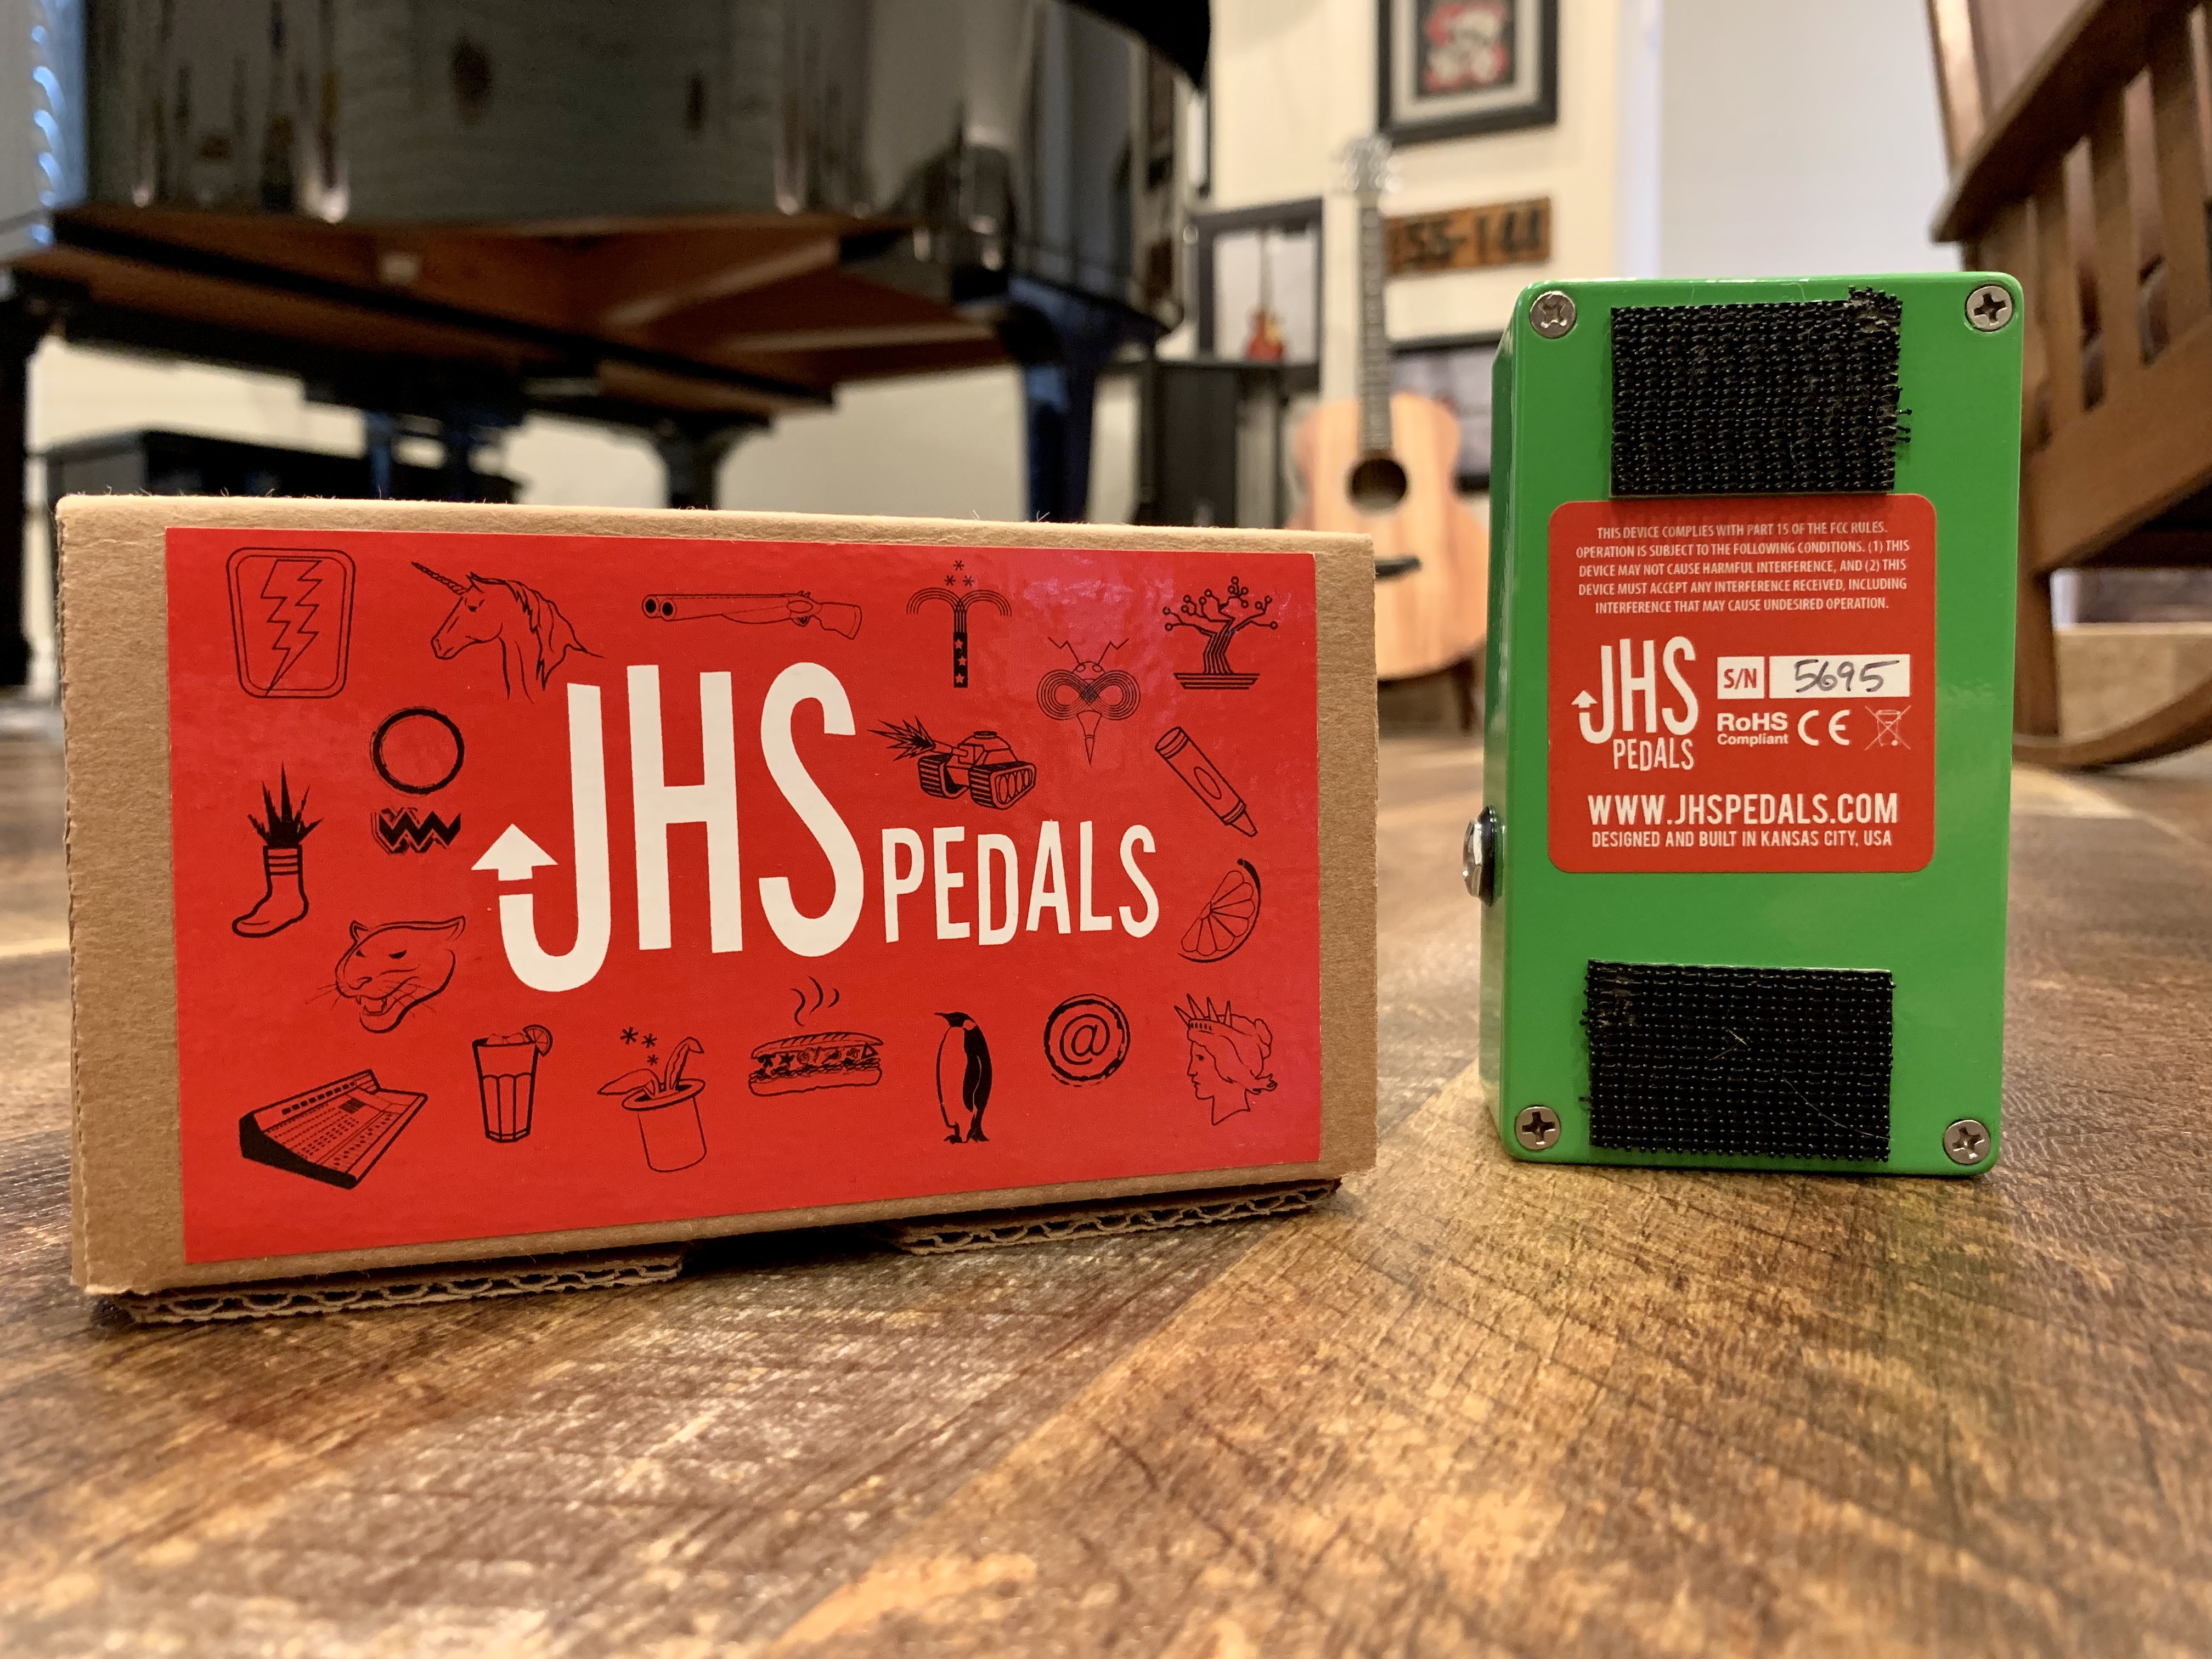 JHS PEDALS
@
THIS DEVICE COMPLIES WITH PART 15 OF THE FCC RULES.
OPERATION IS SUBJECT TO THE FOLLOWING CONDITIONS. (1) THIS
DEVICE MAY NOT CAUSE HARMFUL INTERFERENCE, AND (2) THIS
DEVICE MUST ACCEPT ANY INTERFERENCE RECEIVED, INCLUDING
INTERFERENCE THAT MAY CAUSE UNDESIRED OPERATION.
JHS
PEDALS
S/N 5695
RoHS
Compliant CE
WWW.JHSPEDALS.COM
DESIGNED AND BUILT IN KANSAS CITY, USA